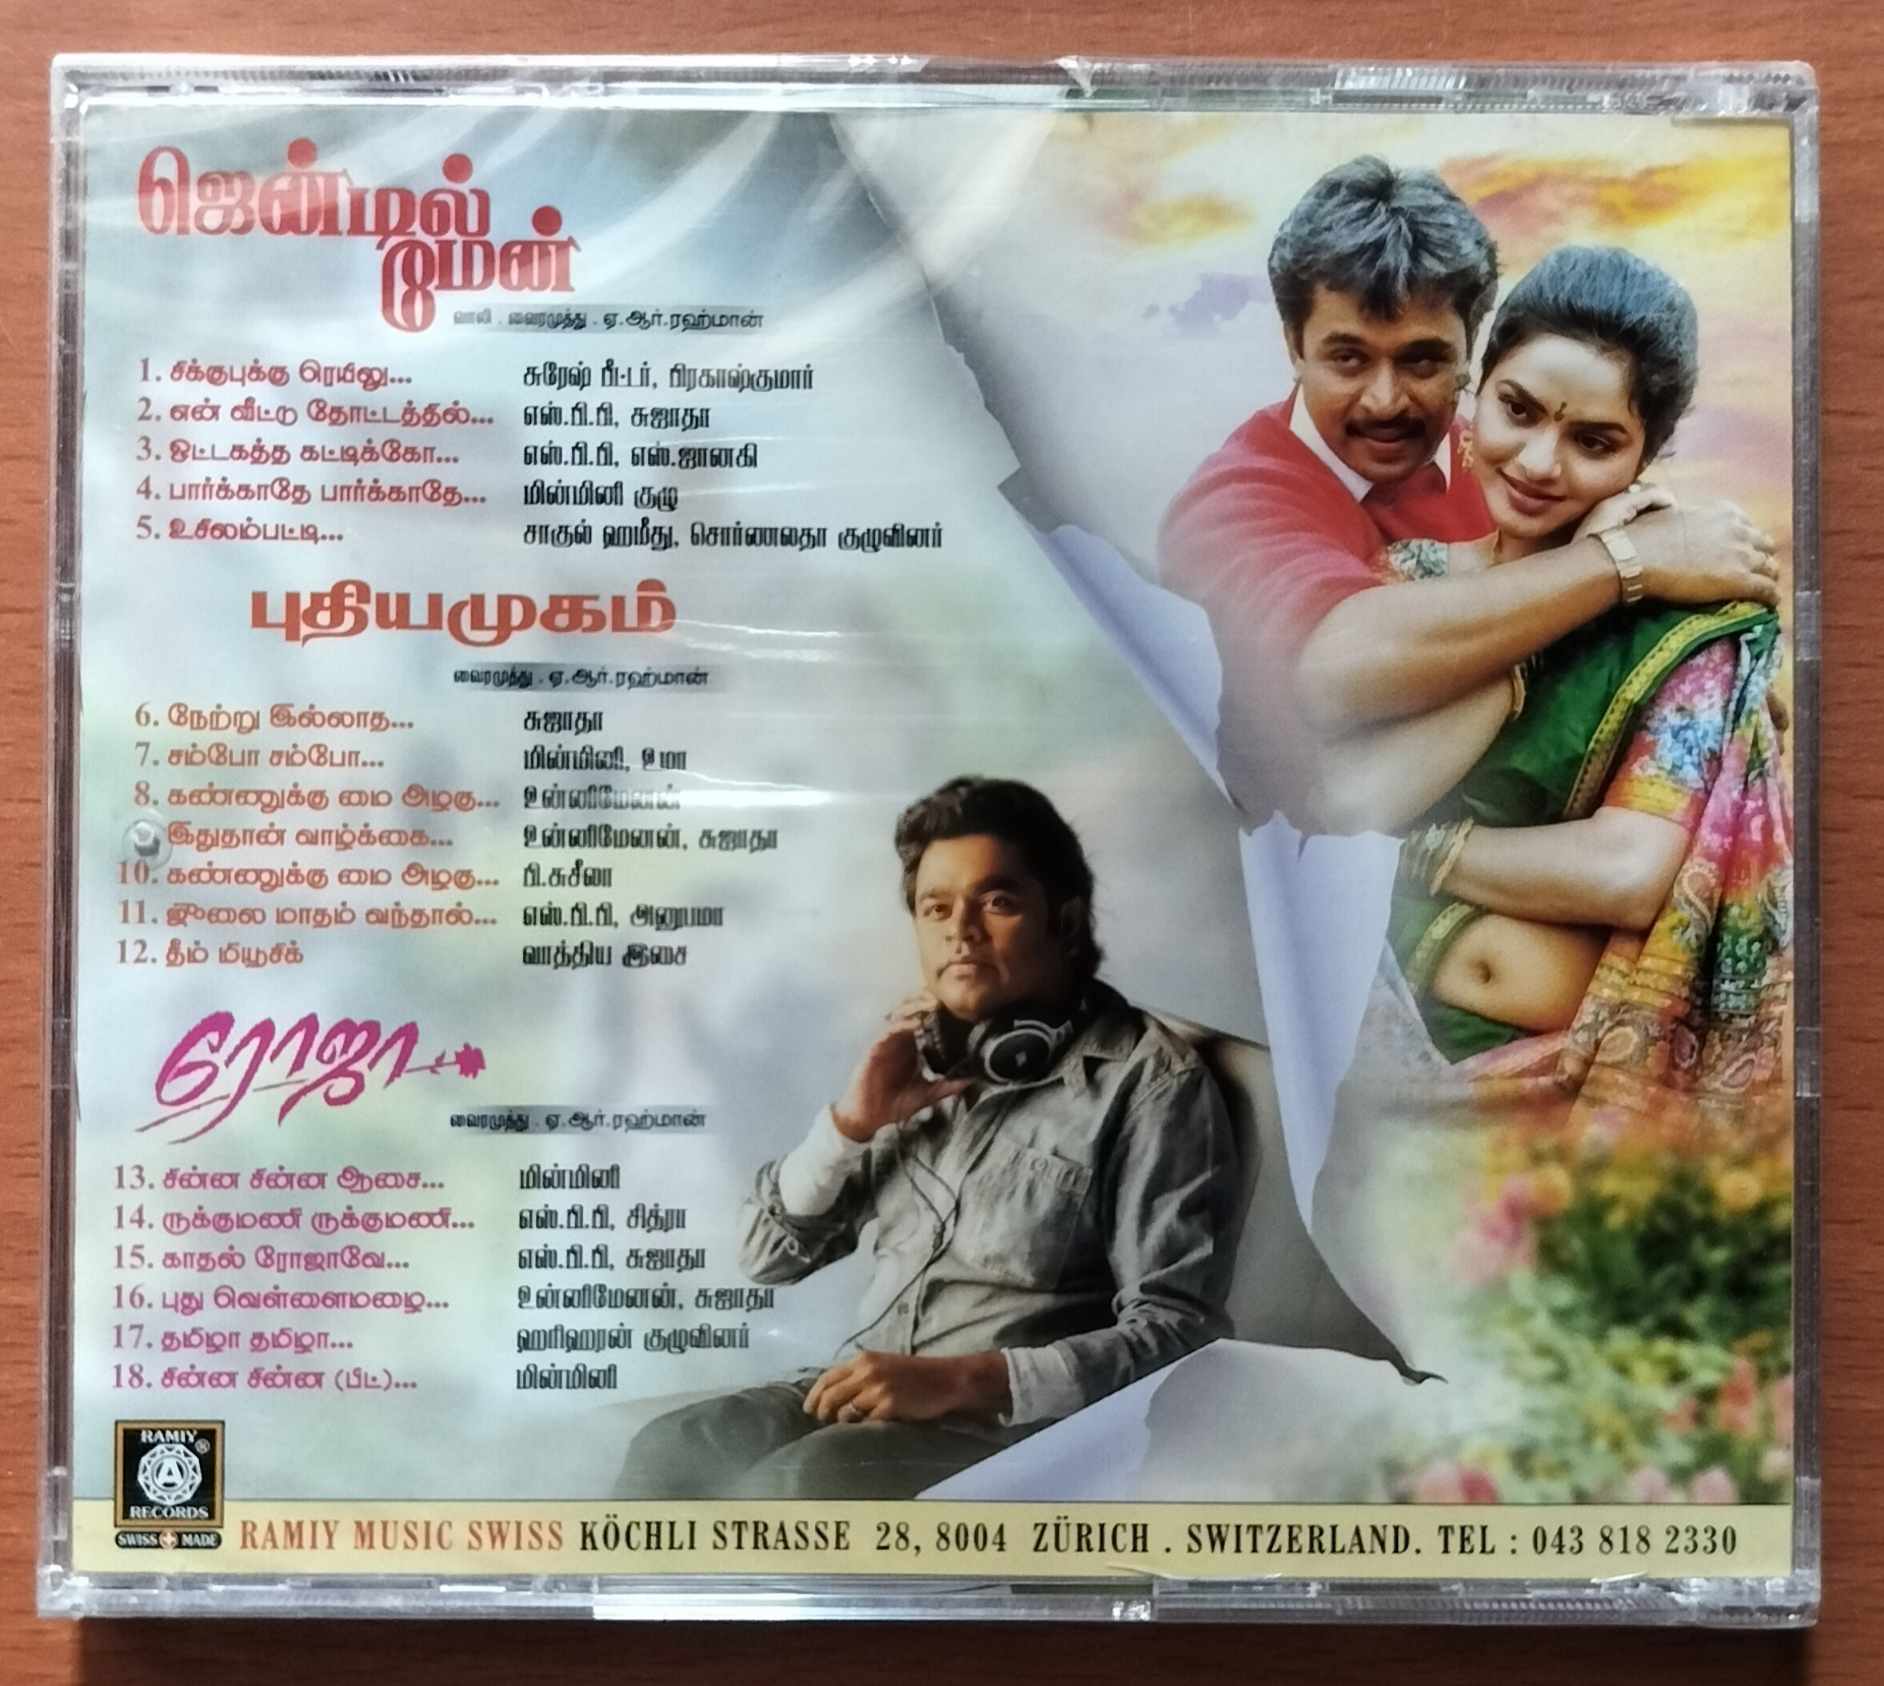 ஜென்டில்
மேன்
வாலி . வைரமுத்து . ஏ.ஆர்.ரஹ்மான்
1. சிக்குபுக்கு ரெயிலு... சுரேஷ் பீட்டர், பிரகாஷ்குமார்
2. என் வீட்டு தோட்டத்தில்... எஸ்.பி.பி, சுஜாதா
3. ஒட்டகத்த கட்டிக்கோ... எஸ்.பி.பி, எஸ்.ஜானகி
4. பார்க்காதே பார்க்காதே... மின்மினி குழு
5. உசிலம்பட்டி... சாகுல் ஹமீது, சொர்ணலதா குழுவினர்
புதியமுகம்
வைரமுத்து . ஏ.ஆர்.ரஹ்மான்
6. நேற்று இல்லாத... சுஜாதா
7. சம்போ சம்போ... மின்மினி, உமா
8. கண்ணுக்கு மை அழகு... உன்னிமேனன்
இதுதான் வாழ்க்கை... உன்னிமேனன், சுஜாதா
10. கண்ணுக்கு மை அழகு... பி.சுசீலா
11. ஜூலை மாதம் வந்தால்... எஸ்.பி.பி, அனுபமா
12. தீம் மியூசிக் வாத்திய இசை
ரோஜா
வைரமுத்து . ஏ.ஆர்.ரஹ்மான்
13. சின்ன சின்ன ஆசை... மின்மினி
14. ருக்குமணி ருக்குமணி... எஸ்.பி.பி, சித்ரா
15. காதல் ரோஜாவே... எஸ்.பி.பி, சுஜாதா
16. புது வெள்ளைமழை... உன்னிமேனன், சுஜாதா
17. தமிழா தமிழா... ஹரிஹரன் குழுவினர்
18. சின்ன சின்ன (பிட்)... மின்மினி
RAMIY ®
A
RECORDS
SWISS MADE
RAMIY MUSIC SWISS KÖCHLI STRASSE 28, 8004 ZÜRICH . SWITZERLAND. TEL : 043 818 2330